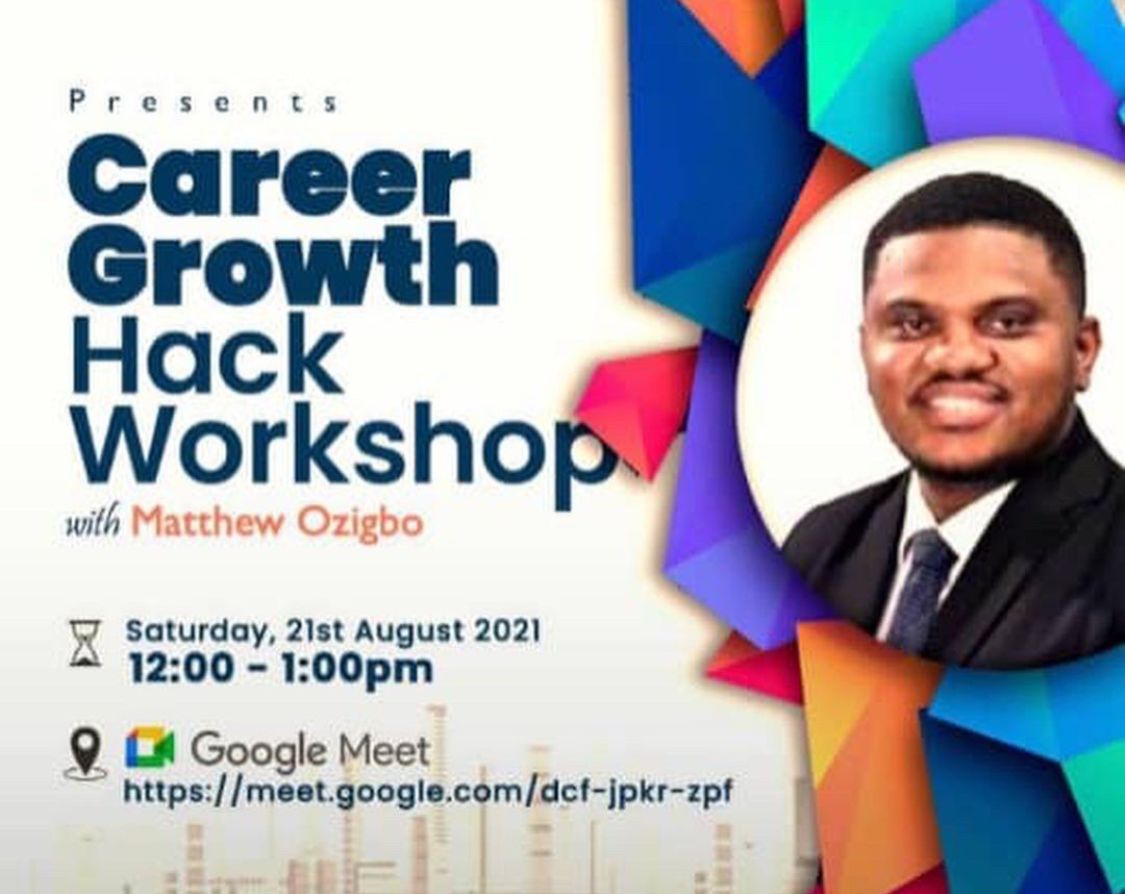 Presents
Career
Growth
Hack
Workshop
with Matthew Ozigbo
Saturday, 21st August 2021
12:00 - 1:00pm
Google Meet
https://meet.google.com/dcf-jpkr-zpf